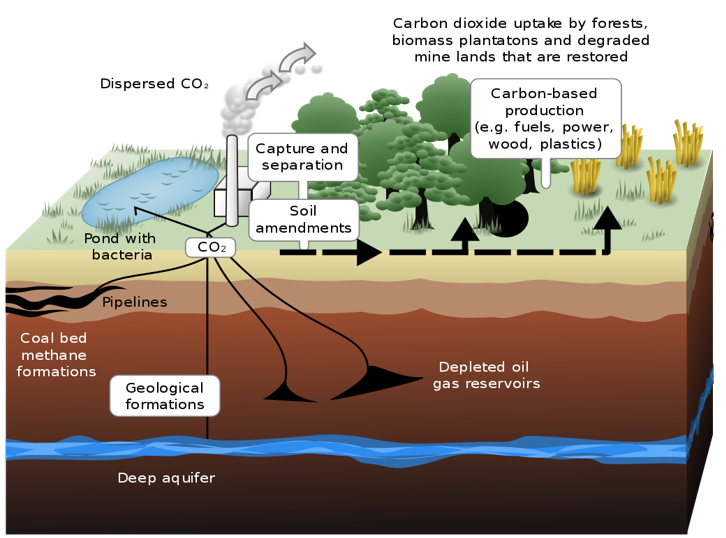 Carbon dioxide uptake by forests,
biomass plantatons and degraded
mine lands that are restored
Dispersed CO₂
Carbon-based
production
(e.g. fuels, power,
wood, plastics)
Capture and
separation
Soil
amendments
Pond with
bacteria
CO₂
Pipelines
Coal bed
methane
formations
Geological
formations
Depleted oil
gas reservoirs
Deep aquifer